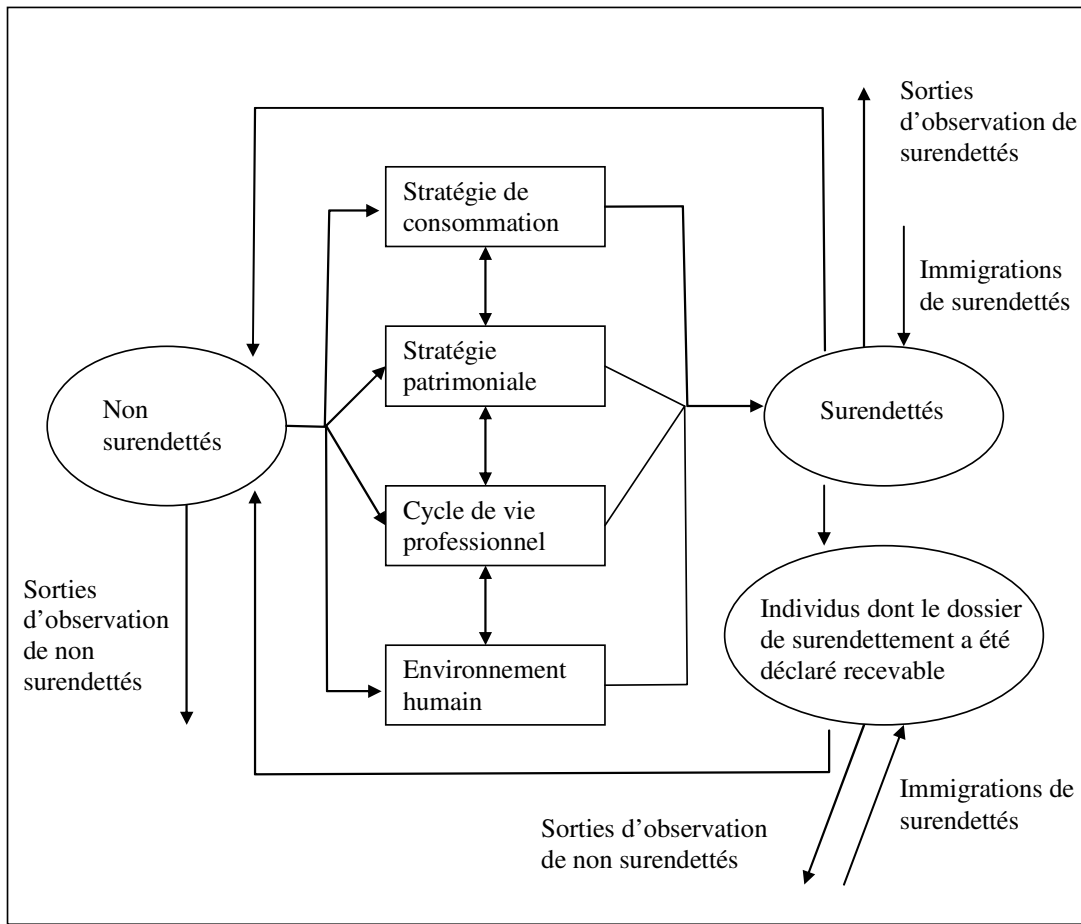 Sorties
d’observation de
surendettés
Stratégie de
consommation
Immigrations
de surendettés
Stratégie
patrimoniale
Non
surendettés
Surendettés
Cycle de vie
professionnel
Sorties
d’observation
de non
surendettés
Individus dont le dossier
de surendettement a été
déclaré recevable
Environnement
humain
Immigrations de
surendettés
Sorties d’observation
de non surendettés